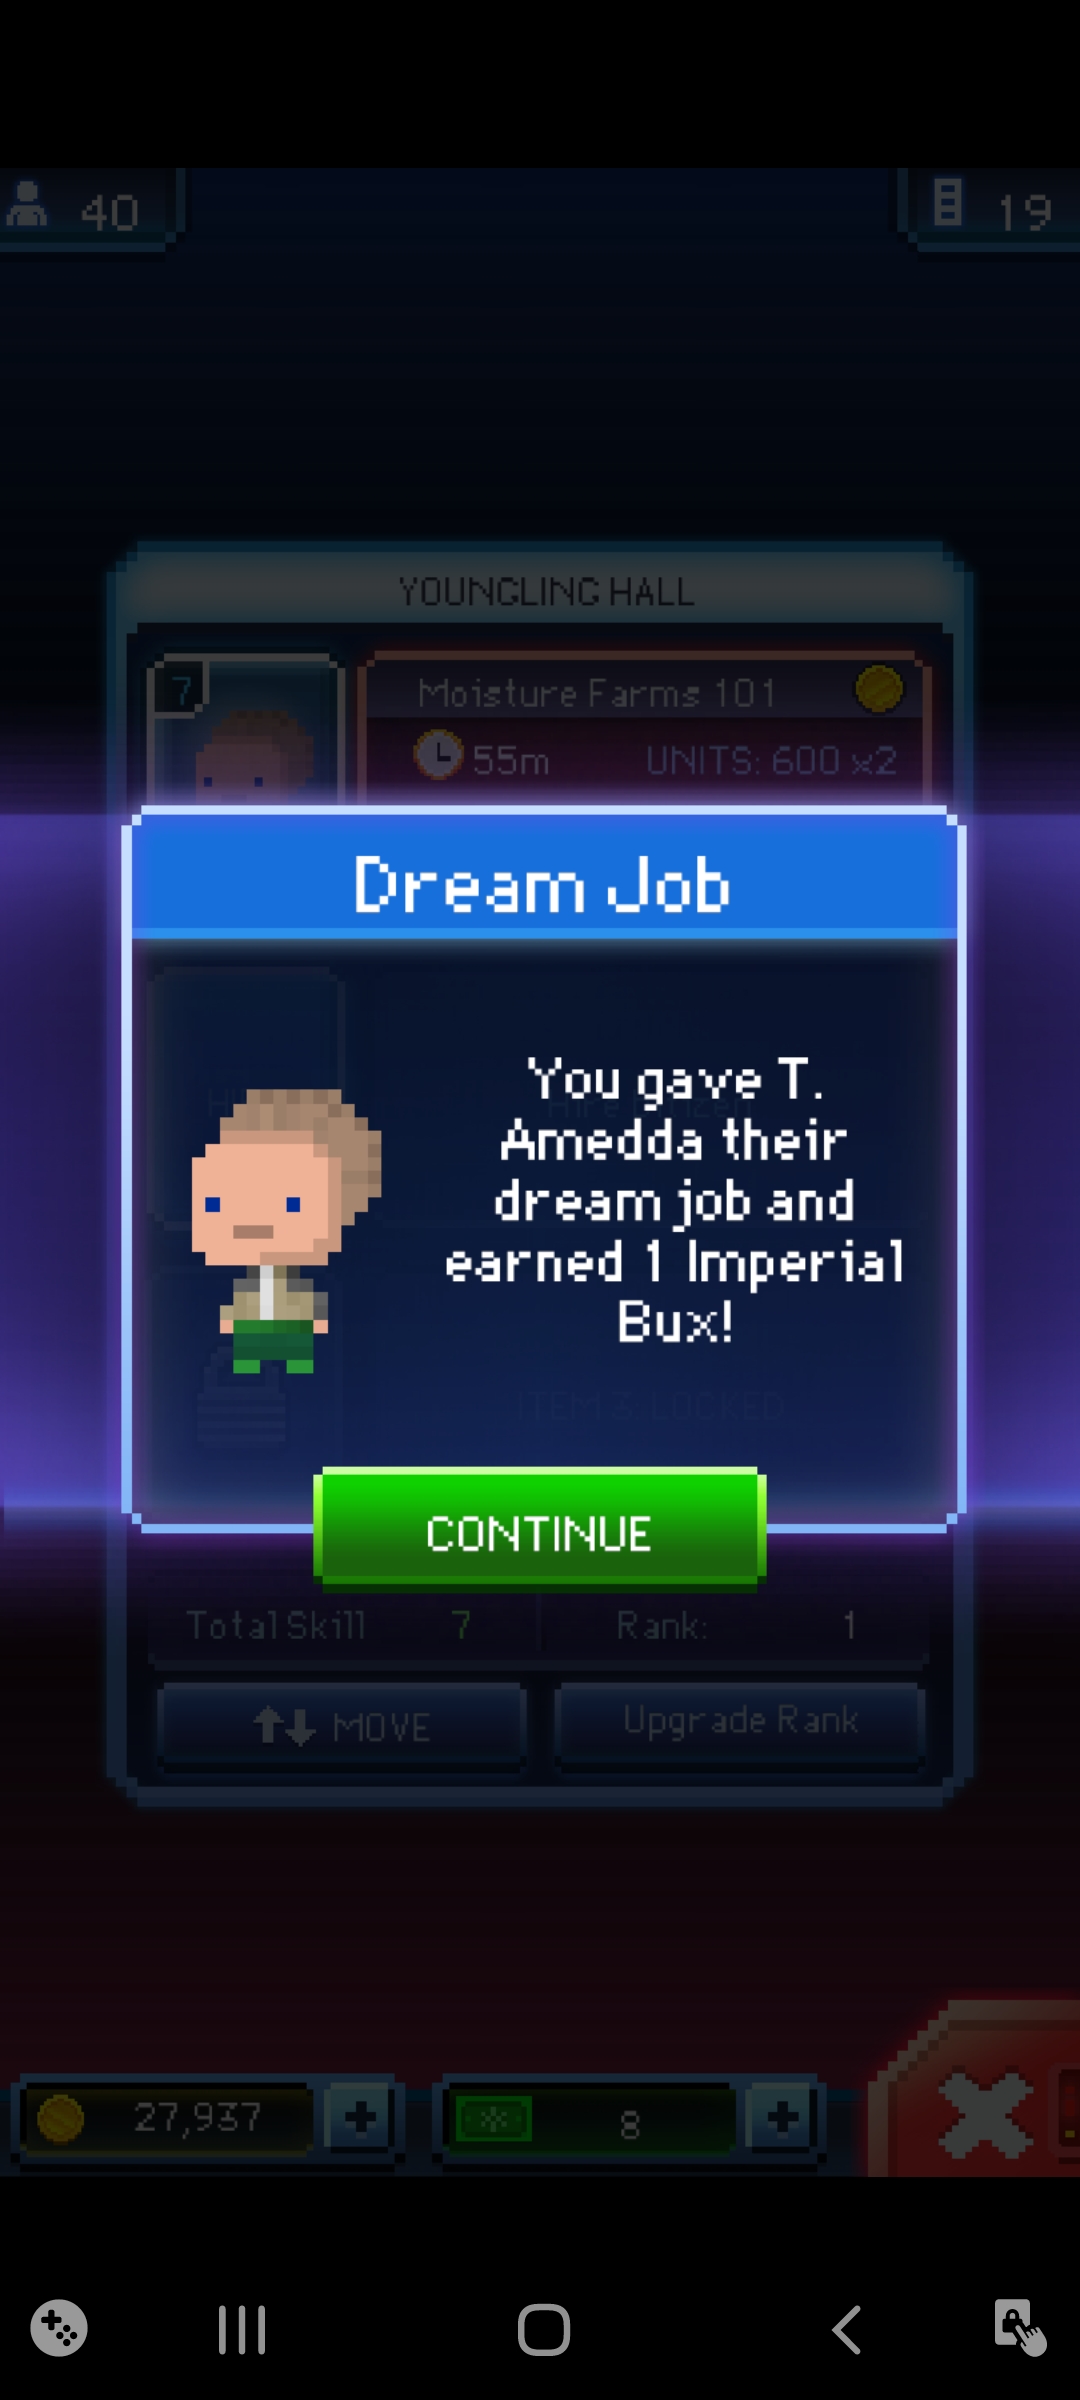 40
19
YOUNGLING HALL
7
Moisture Farms 101
55m
UNITS: 600 x2
Dream Job
You gave T.
Amedda their
dream job and
earned 1 Imperial
Bux!
ITEM 3 LOCKED
CONTINUE
Total Skill 7
Rank: 1
MOVE
Upgrade Rank
27,937
8